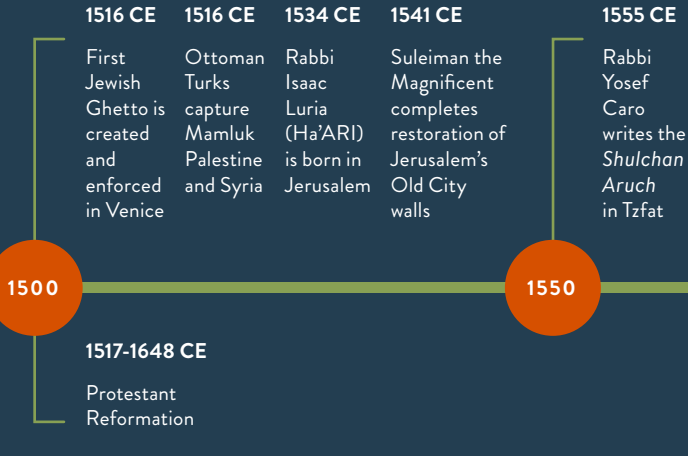 1516 CE
First
Jewish
Ghetto is
created
and
enforced
in Venice
1516 CE
Ottoman
Turks
capture
Mamluk
Palestine
and Syria
1534 CE
Rabbi
Isaac
Luria
(Ha'ARI)
is born in
Jerusalem
1541 CE
Suleiman the
Magnificent
completes
restoration of
Jerusalem's
Old City
walls
1555 CE
Rabbi
Yosef
Caro
writes the
Shulchan
Aruch
in Tzfat
1500
1550
1517-1648 CE
Protestant
Reformation